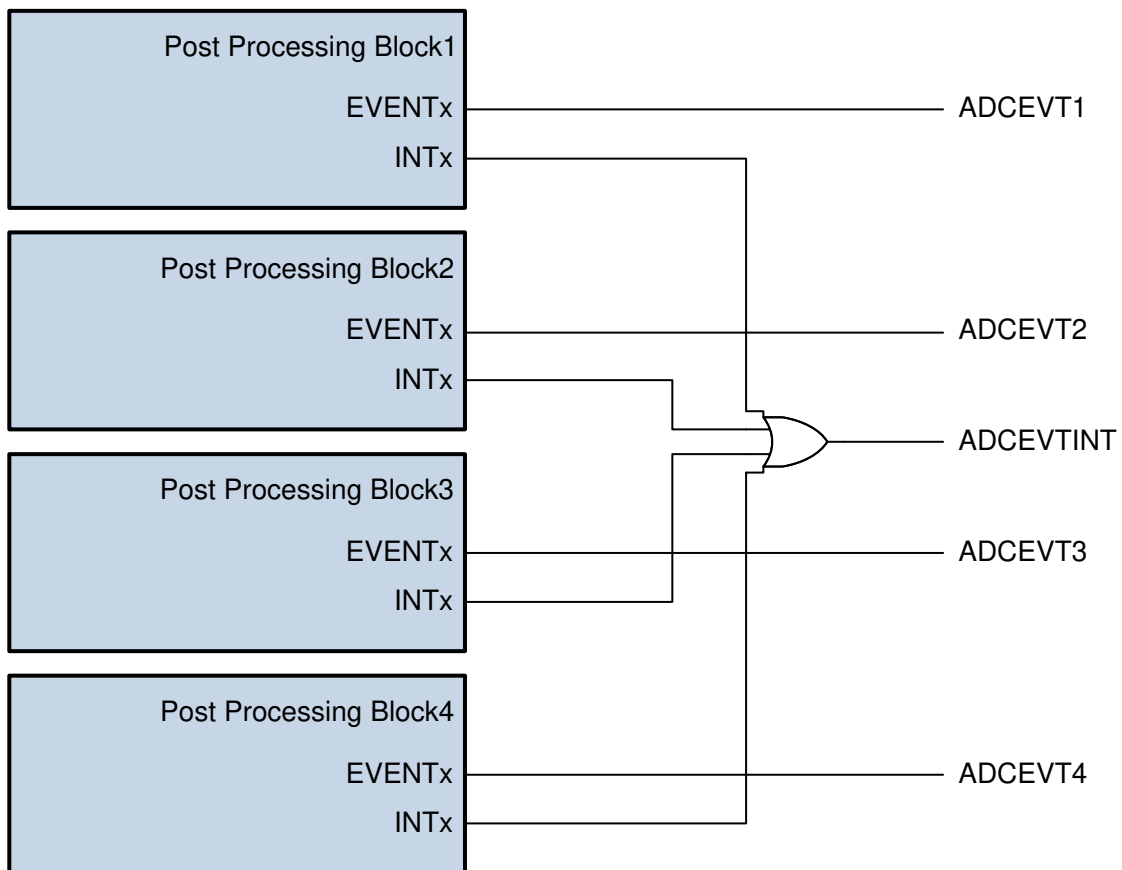 Post Processing Block1
EVENTx
ADCEVT1
INTx
Post Processing Block2
EVENTx
ADCEVT2
INTx
ADCEVTINT
Post Processing Block3
EVENTx
ADCEVT3
INTx
Post Processing Block4
EVENTx
ADCEVT4
INTx